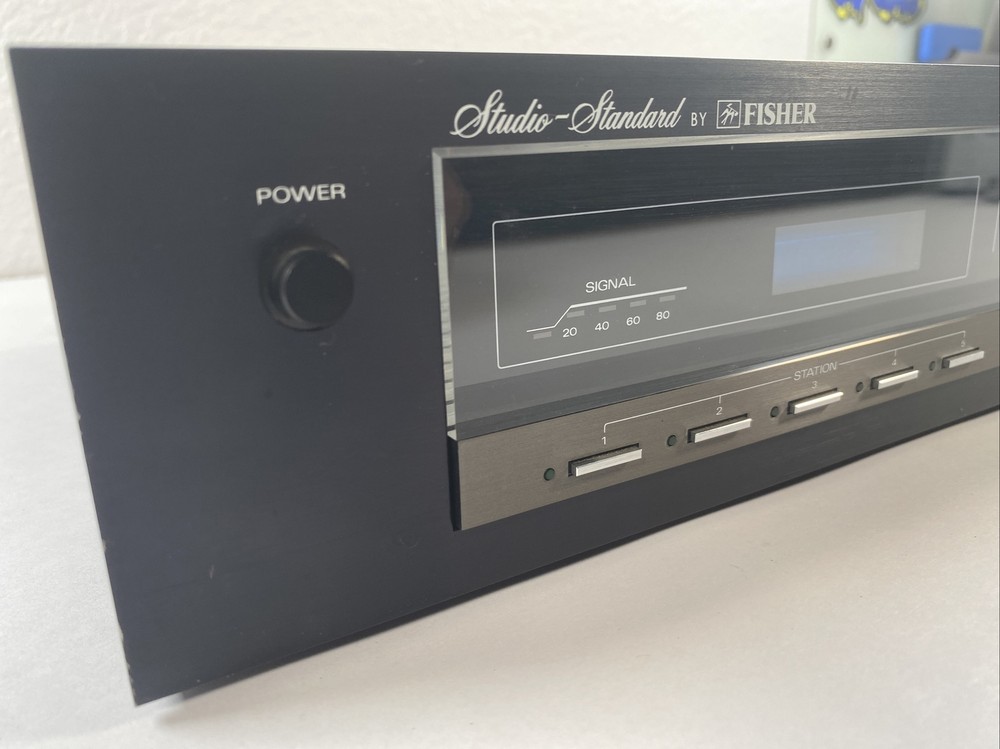 Studio-Standard BY FISHER
POWER
SIGNAL
20 40 60 80
STATION
1 2 3 4 5